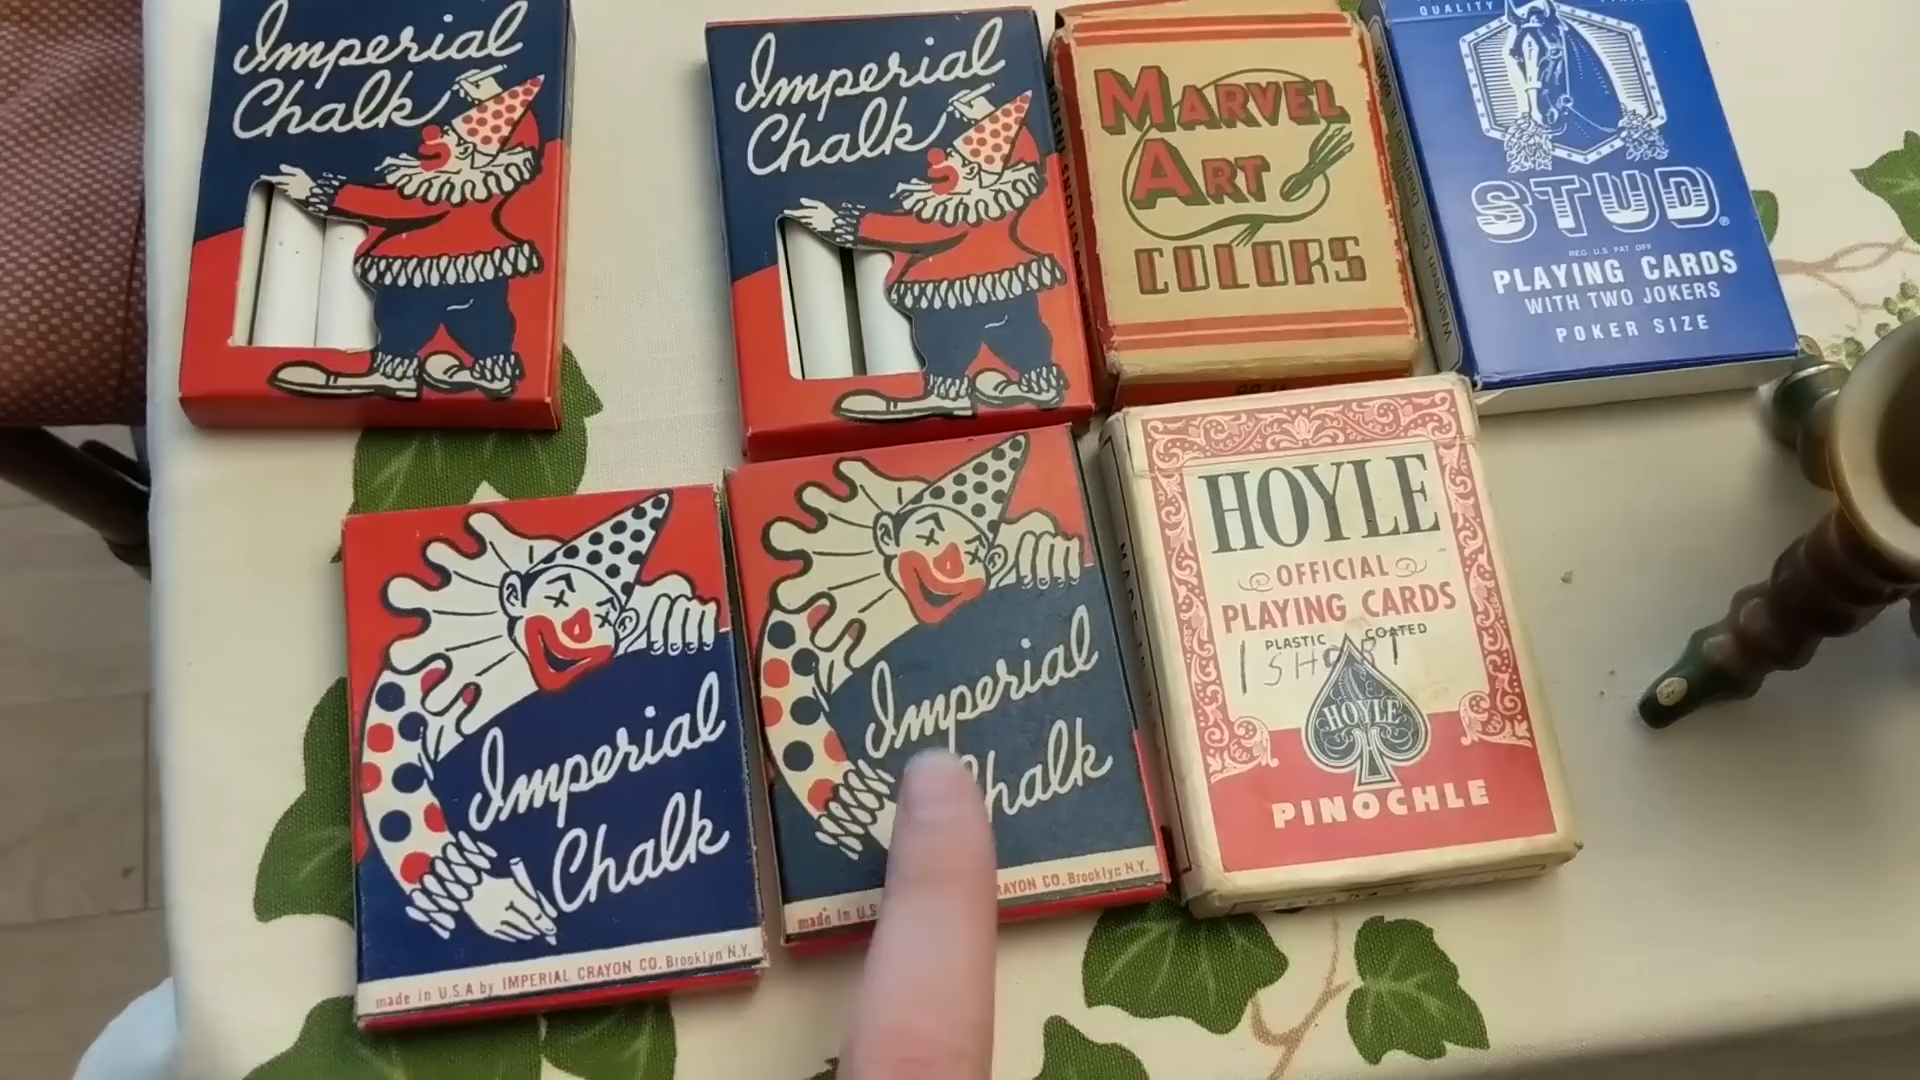 Imperial
Chalk
Imperial
Chalk
MARVEL
ART
COLORS
QUALITY
STUD®
REG. U.S. PAT. OFF
PLAYING CARDS
WITH TWO JOKERS
POKER SIZE
Imperial
Chalk
made in U.S.A by IMPERIAL CRAYON CO. Brooklyn N.Y.
Imperial
Chalk
made in U.S
CRAYON CO. Brooklyn N.Y.
HOYLE
OFFICIAL
PLAYING CARDS
PLASTIC COATED
1 SHORT
HOYLE
PINOCHLE